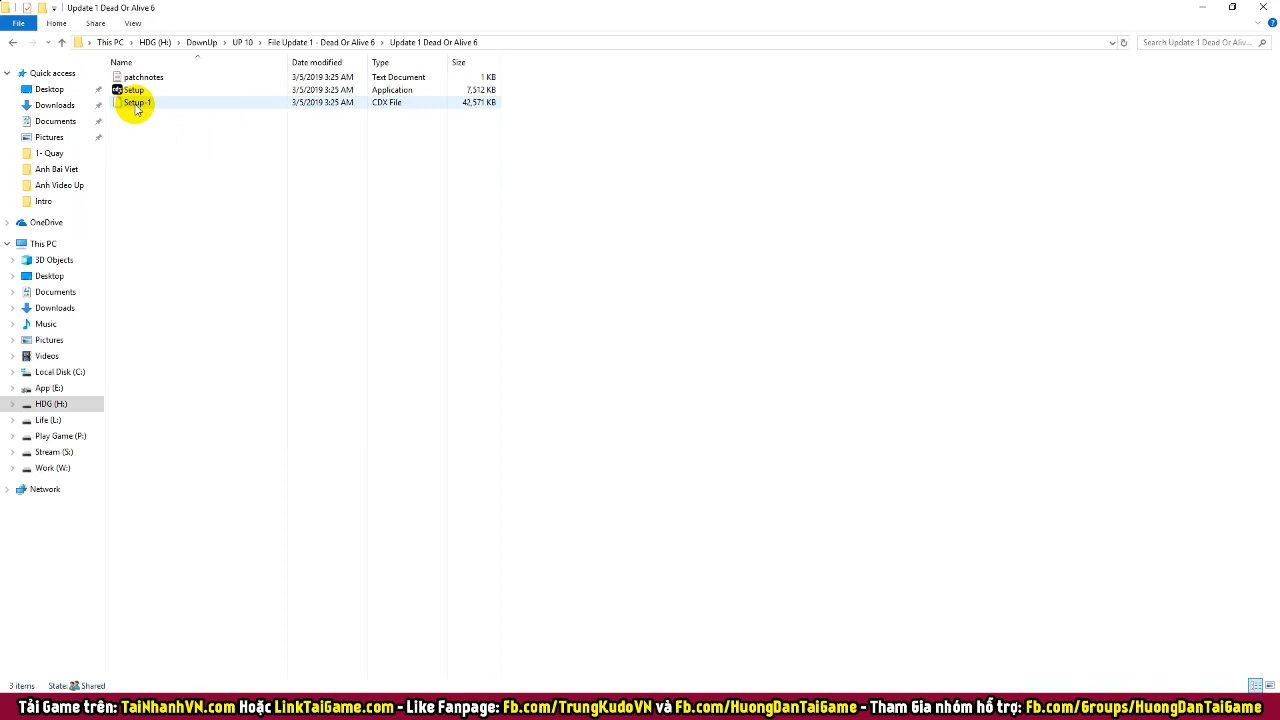 Update 1 Dead Or Alive 6
File Home Share View
This PC HDG (H:) DownUp UP 10 File Update 1 - Dead Or Alive 6 Update 1 Dead Or Alive 6 Search Update 1 Dead Or Aliv...
Name Date modified Type Size
patchnotes 3/5/2019 3:25 AM Text Document 1 KB
Setup 3/5/2019 3:25 AM Application 7,512 KB
Setup-1 3/5/2019 3:25 AM CDX File 42,571 KB
Quick access
Desktop
Downloads
Documents
Pictures
1- Quay
Anh Bai Viet
Anh Video Up
Intro
OneDrive
This PC
3D Objects
Desktop
Documents
Downloads
Music
Pictures
Videos
Local Disk (C:)
App (E:)
HDG (H:)
Life (L:)
Play Game (P:)
Stream (S:)
Work (W:)
Network
3 items State: Shared
Tải Game trên: TaiNhanhVN.com Hoặc LinkTaiGame.com - Like Fanpage: Fb.com/TrungKudoVN và Fb.com/HuongDanTaiGame - Tham Gia nhóm hỗ trợ: Fb.com/Groups/HuongDanTaiGame